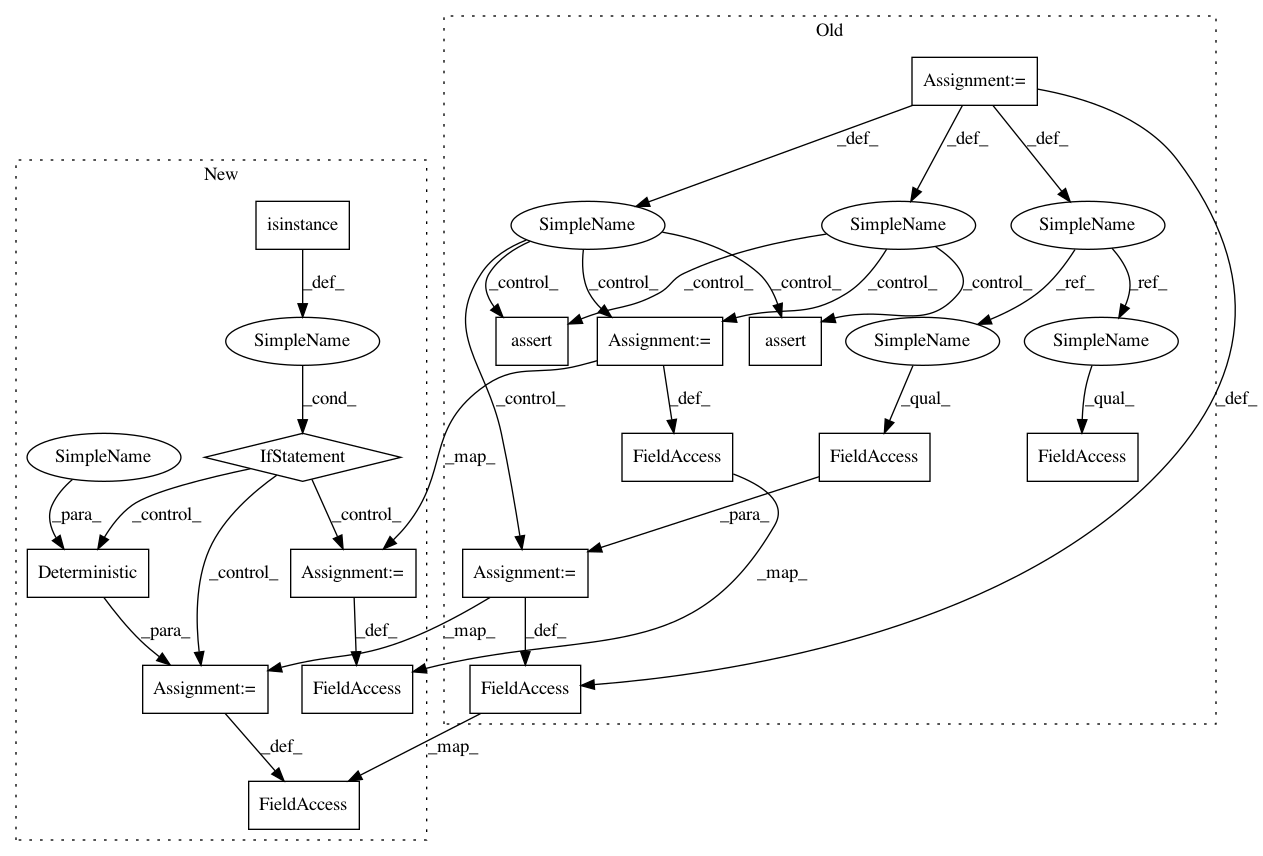 Old
Assignment:=
_def_
_def_
_def_
New
isinstance
SimpleName
SimpleName
SimpleName
_def_
_control_
_control_
_control_
_control_
_control_
_control_
_ref_
_ref_
SimpleName
assert
Assignment:=
assert
SimpleName
SimpleName
_cond_
_control_
_def_
_qual_
_qual_
_def_
SimpleName
IfStatement
_map_
FieldAccess
FieldAccess
FieldAccess
_para_
_control_
_control_
_para_
Deterministic
_control_
Assignment:=
Assignment:=
_map_
_para_
_def_
_map_
_def_
Assignment:=
FieldAccess
FieldAccess
_def_
_map_
FieldAccess